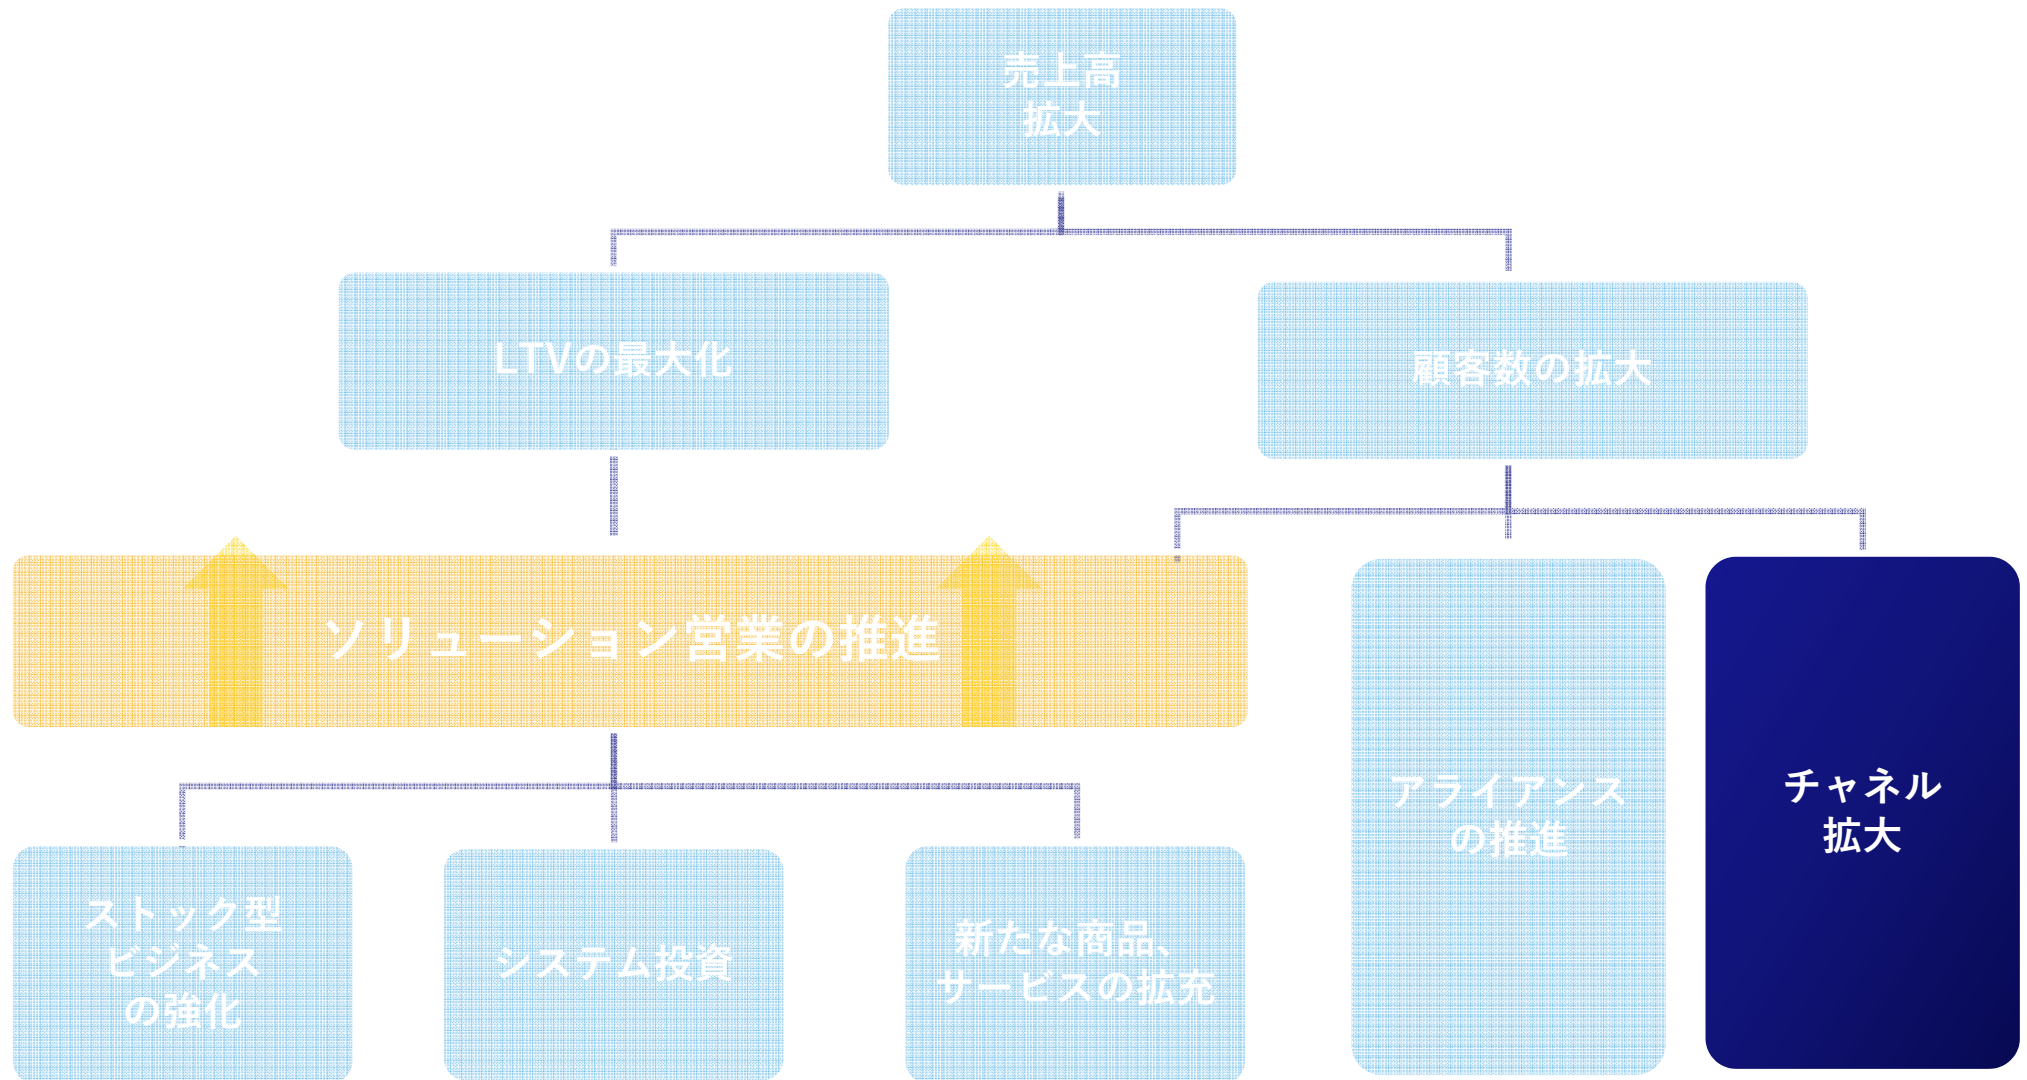 売上高
拡大
LTVの最大化
顧客数の拡大
ソリューション営業の推進
アライアンス
の推進
チャネル
拡大
ストック型
ビジネス
の強化
システム投資
新たな商品、
サービスの拡充